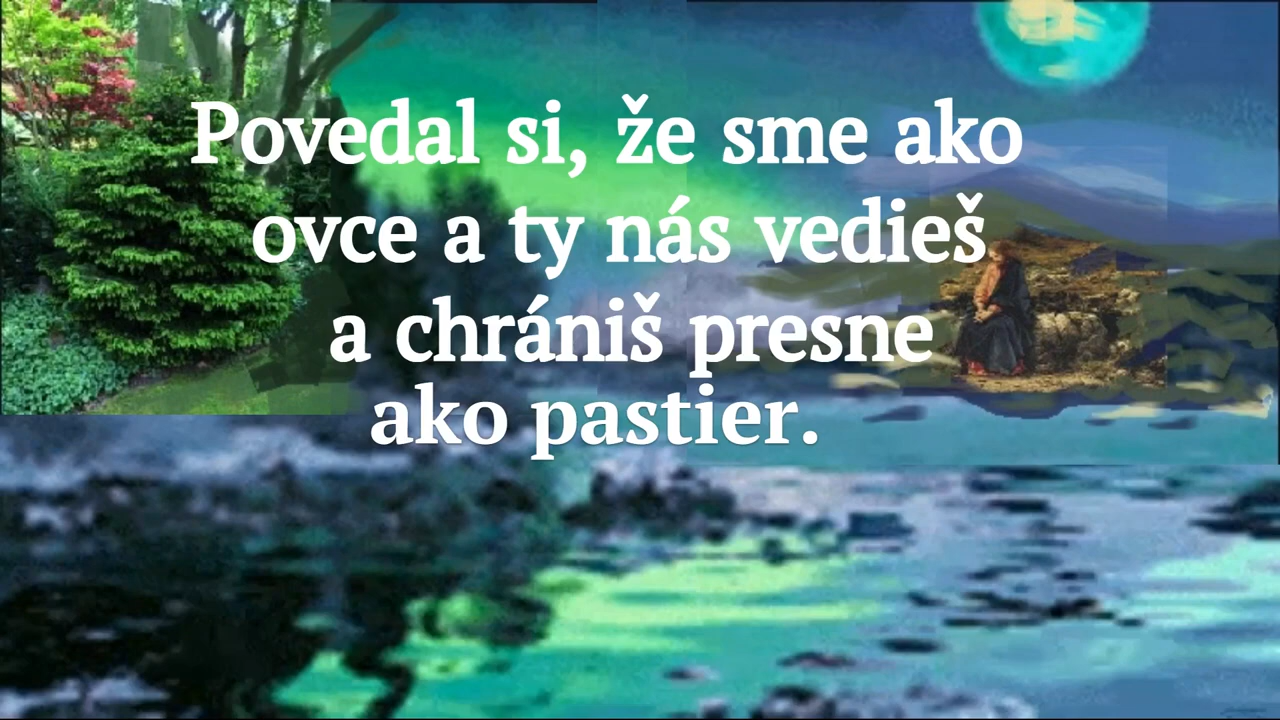 Povedal si, že sme ako
ovce a ty nás vedieš
a chrániš presne
ako pastier.